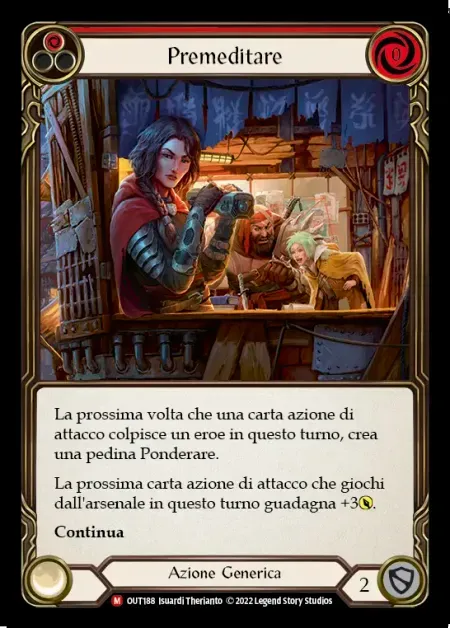 Premeditare
0
La prossima volta che una carta azione di
attacco colpisce un eroe in questo turno, crea
una pedina Ponderare.
La prossima carta azione di attacco che giochi
dall'arsenale in questo turno guadagna +3.
Continua
Azione Generica
2
M OUT188 Isuardi Therianto © 2022 Legend Story Studios